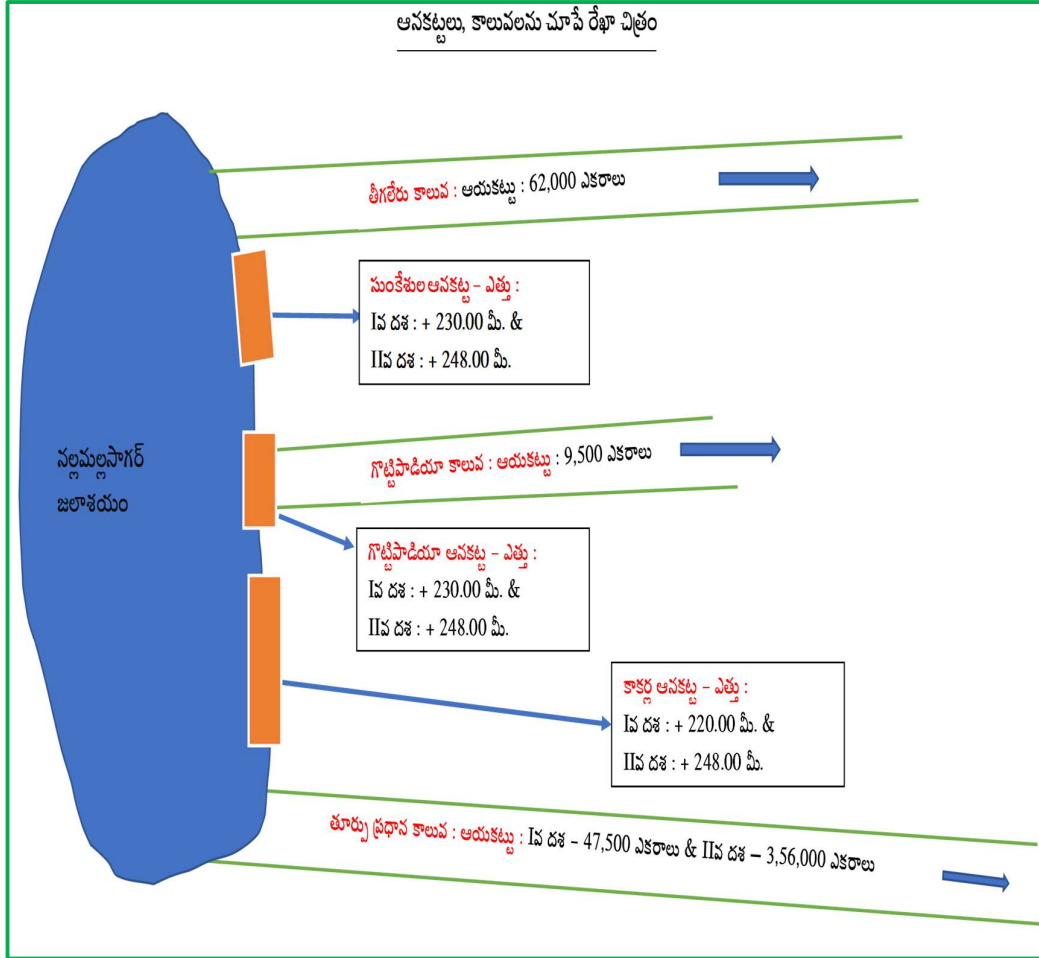 ఆనకట్టలు, కాలువలను చూపే రేఖా చిత్రం
తీగలేరు కాలువ : ఆయకట్టు : 62,000 ఎకరాలు
సుంకేశుల ఆనకట్ట – ఎత్తు :
Iవ దశ : + 230.00 మీ. &
IIవ దశ : + 248.00 మీ.
నల్లమల్లసాగర్
జలాశయం
గొట్టిపాడియా కాలువ : ఆయకట్టు : 9,500 ఎకరాలు
గొట్టిపాడియా ఆనకట్ట – ఎత్తు :
Iవ దశ : + 230.00 మీ. &
IIవ దశ : + 248.00 మీ.
కాకర్ల ఆనకట్ట – ఎత్తు :
Iవ దశ : + 220.00 మీ. &
IIవ దశ : + 248.00 మీ.
తూర్పు ప్రధాన కాలువ : ఆయకట్టు : Iవ దశ – 47,500 ఎకరాలు & IIవ దశ – 3,56,000 ఎకరాలు